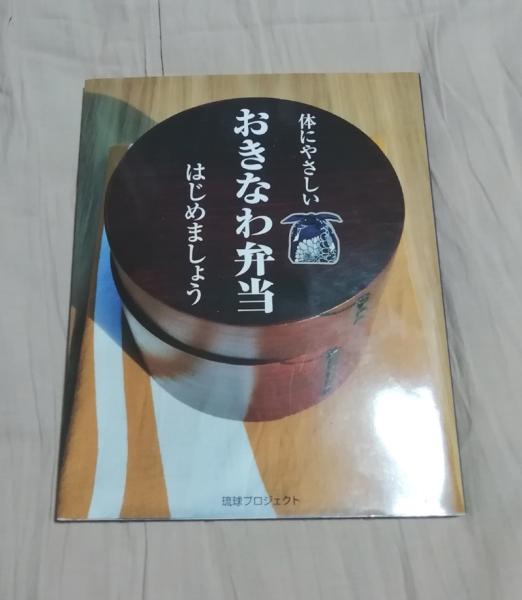 体にやさしい
おきなわ弁当
はじめましょう
琉球プロジェクト